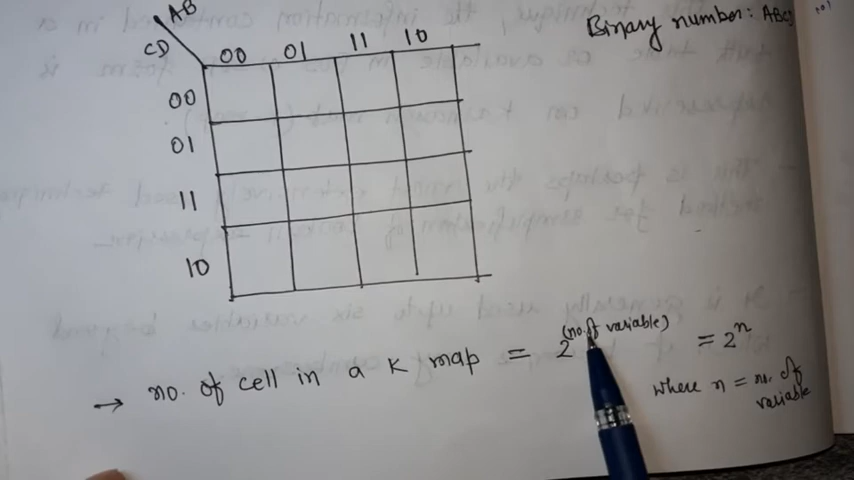 AB
CD
00 01 11 10
Binary number: ABCD
00
01
11
10
→ no. of cell in a K map = 2^(no. of variable) = 2^n
where n = no. of
variable